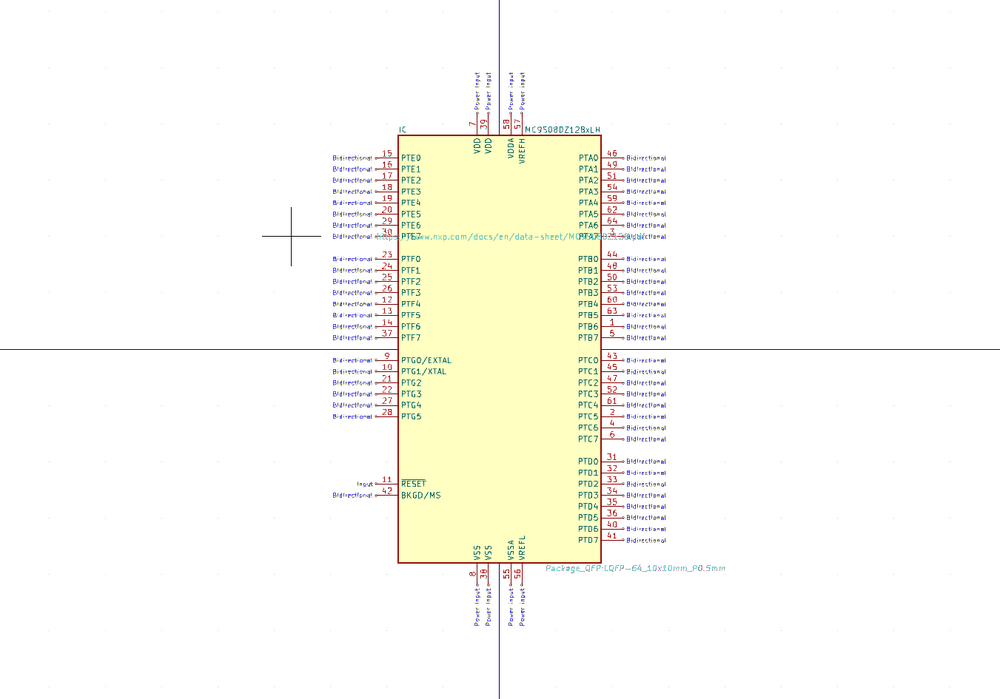 Power Input Power Input Power Input Power Input
7 39 58 57
IC MC9S08DZ128xLH
VDD VDD VDDA VREFH
Bidirectional 15 PTE0 PTA0 46 Bidirectional
Bidirectional 16 PTE1 PTA1 49 Bidirectional
Bidirectional 17 PTE2 PTA2 51 Bidirectional
Bidirectional 18 PTE3 PTA3 54 Bidirectional
Bidirectional 19 PTE4 PTA4 59 Bidirectional
Bidirectional 20 PTE5 PTA5 62 Bidirectional
Bidirectional 29 PTE6 PTA6 64 Bidirectional
Bidirectional 30 PTE7 PTA7 3 Bidirectional
Bidirectional 23 PTF0 PTB0 44 Bidirectional
Bidirectional 24 PTF1 PTB1 48 Bidirectional
Bidirectional 25 PTF2 PTB2 50 Bidirectional
Bidirectional 26 PTF3 PTB3 53 Bidirectional
Bidirectional 12 PTF4 PTB4 60 Bidirectional
Bidirectional 13 PTF5 PTB5 63 Bidirectional
Bidirectional 14 PTF6 PTB6 1 Bidirectional
Bidirectional 37 PTF7 PTB7 5 Bidirectional
Bidirectional 9 PTG0/EXTAL PTC0 43 Bidirectional
Bidirectional 10 PTG1/XTAL PTC1 45 Bidirectional
Bidirectional 21 PTG2 PTC2 47 Bidirectional
Bidirectional 22 PTG3 PTC3 52 Bidirectional
Bidirectional 27 PTG4 PTC4 61 Bidirectional
Bidirectional 28 PTG5 PTC5 2 Bidirectional
PTC6 4 Bidirectional
PTC7 6 Bidirectional
PTD0 31 Bidirectional
PTD1 32 Bidirectional
Input 11 RESET PTD2 33 Bidirectional
Bidirectional 42 BKGD/MS PTD3 34 Bidirectional
PTD4 35 Bidirectional
PTD5 36 Bidirectional
PTD6 40 Bidirectional
PTD7 41 Bidirectional
VSS VSS VSSA VREFL
Package_QFP:LQFP-64_10x10mm_P0.5mm
8 38 55 56
Power Input Power Input Power Input Power Input